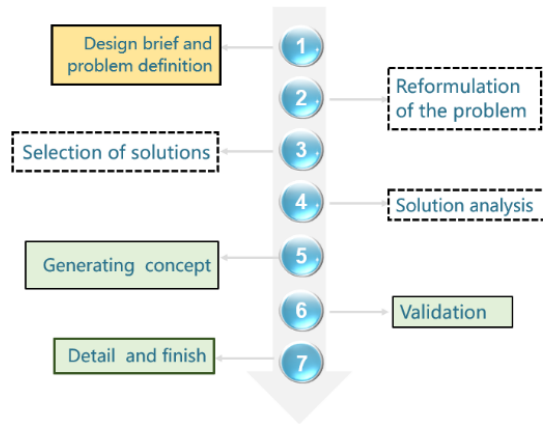 Design brief and
problem definition
1
2
Reformulation
of the problem
Selection of solutions
3
4
Solution analysis
Generating concept
5
6
Validation
Detail and finish
7